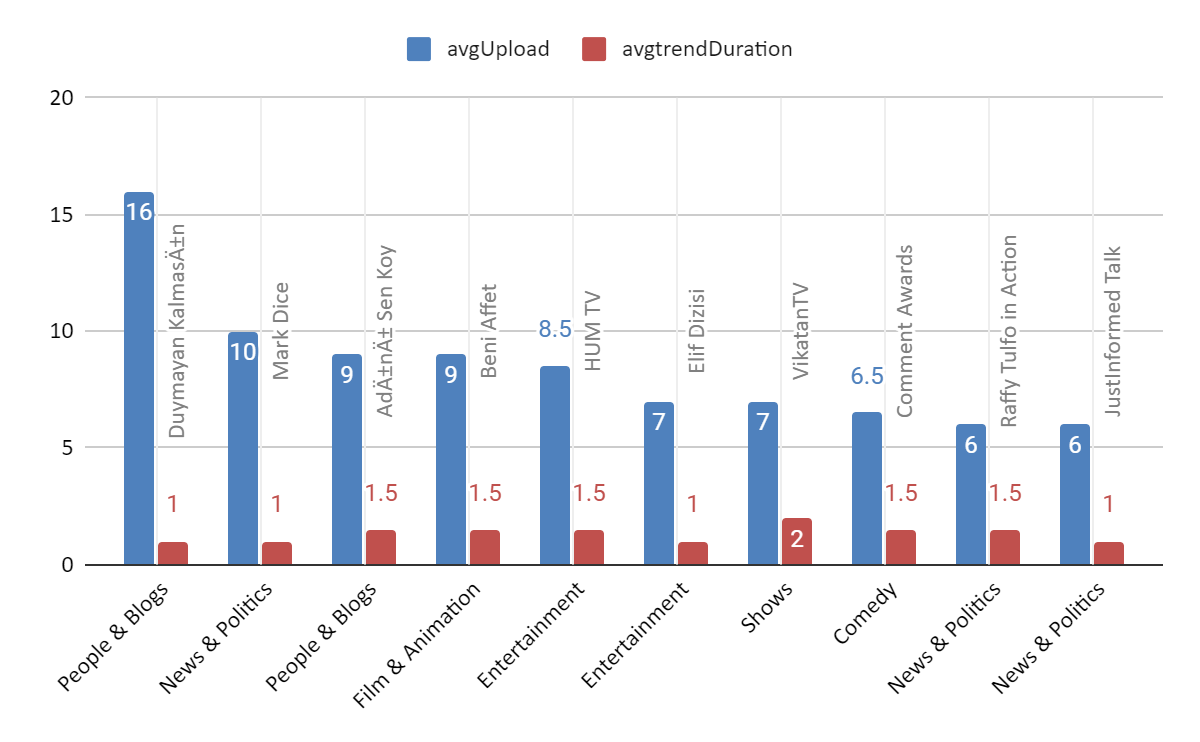 avgUpload avgtrendDuration
20
15
10
5
0
16
1
Duymayan KalmasÄ±n
10
1
Mark Dice
9
1.5
AdÄ±nÄ± Sen Koy
9
1.5
Beni Affet
8.5
1.5
HUM TV
7
1
Elif Dizisi
7
2
VikatanTV
6.5
1.5
Comment Awards
6
1.5
Raffy Tulfo in Action
6
1
JustInformed Talk
People & Blogs
News & Politics
People & Blogs
Film & Animation
Entertainment
Entertainment
Shows
Comedy
News & Politics
News & Politics